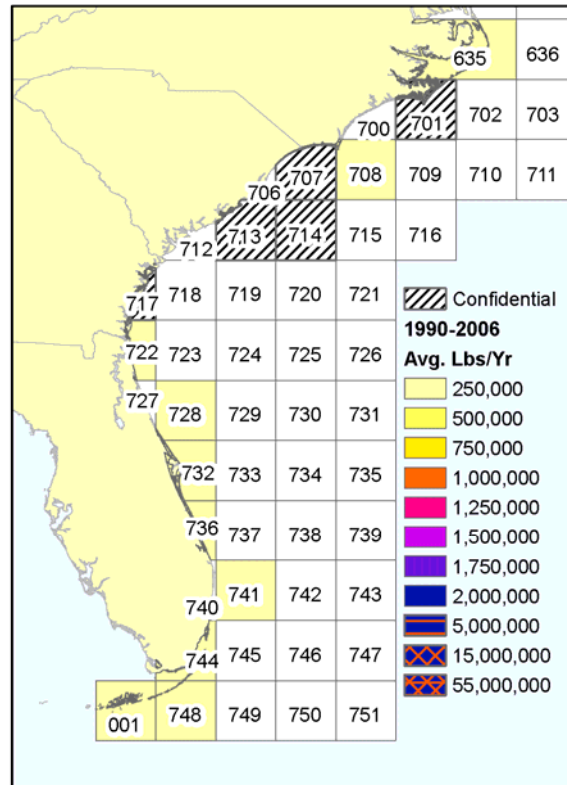 635 636
700 701 702 703
706 707 708 709 710 711
712 713 714 715 716
717 718 719 720 721
Confidential
1990-2006
722 723 724 725 726
Avg. Lbs/Yr
250,000
727 728 729 730 731
500,000
750,000
732 733 734 735
1,000,000
1,250,000
736 737 738 739
1,500,000
1,750,000
740 741 742 743
2,000,000
5,000,000
744 745 746 747
15,000,000
55,000,000
001 748 749 750 751